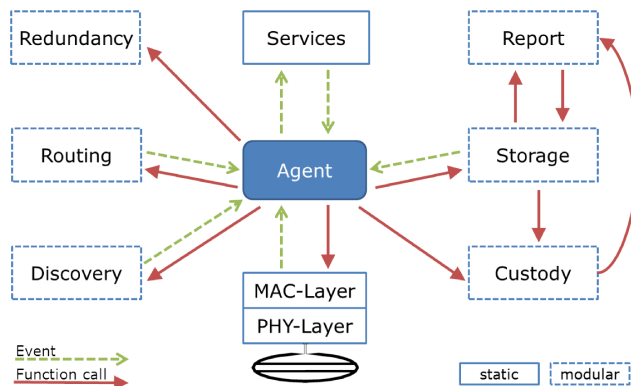 Redundancy
Services
Report
Routing
Agent
Storage
Discovery
MAC-Layer
Custody
PHY-Layer
Event
Function call
static
modular